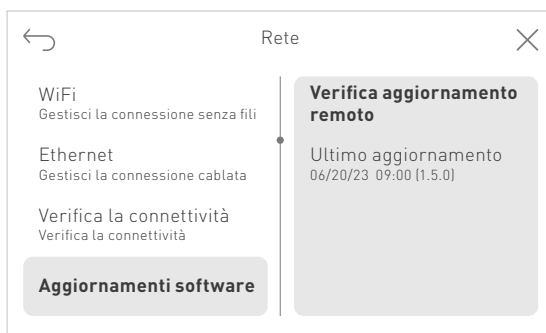 Rete
WiFi
Gestisci la connessione senza fili
Ethernet
Gestisci la connessione cablata
Verifica la connettività
Verifica la connettività
Aggiornamenti software
Verifica aggiornamento
remoto
Ultimo aggiornamento
06/20/23 09:00 (1.5.0)